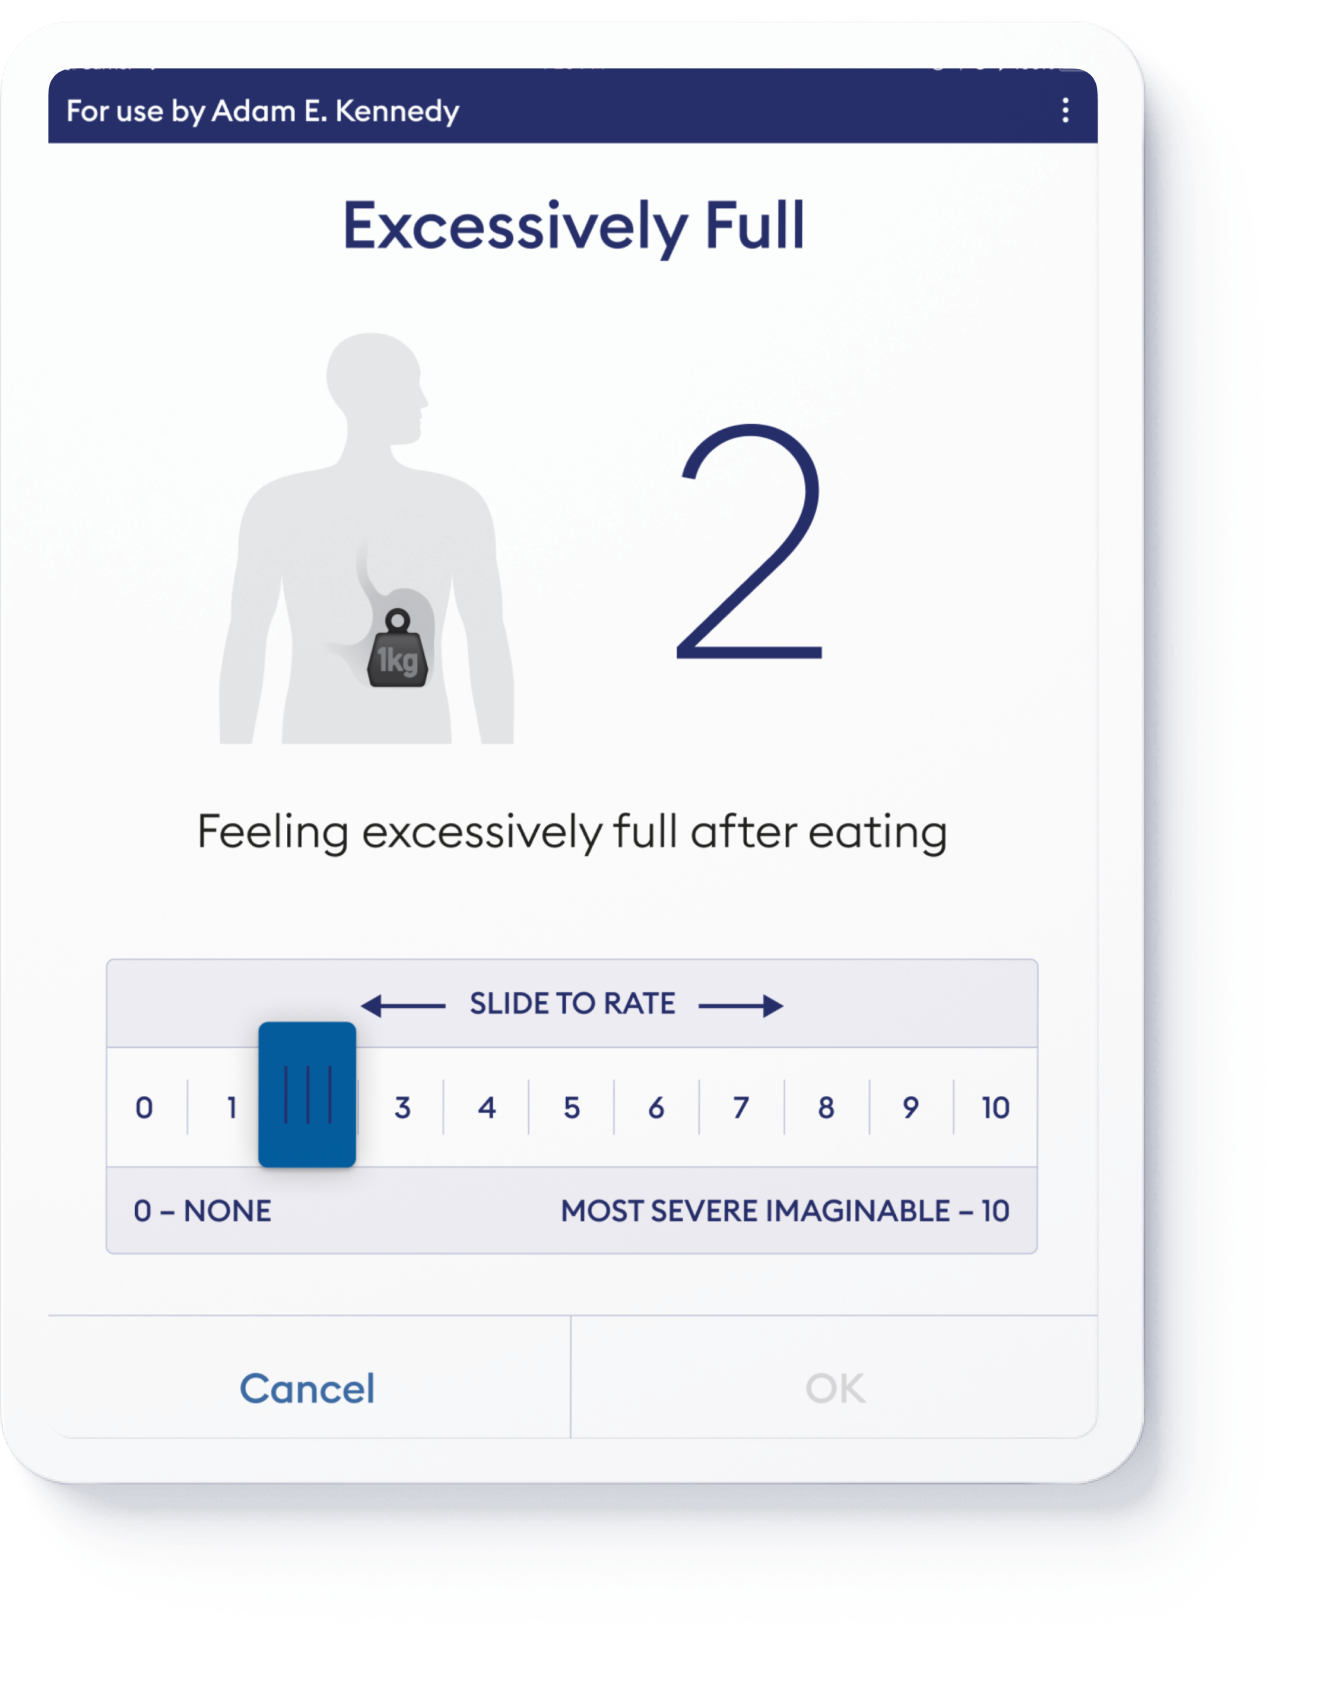 For use by Adam E. Kennedy
Excessively Full
1kg
2
Feeling excessively full after eating
SLIDE TO RATE
0 1 3 4 5 6 7 8 9 10
0 – NONE MOST SEVERE IMAGINABLE – 10
Cancel OK